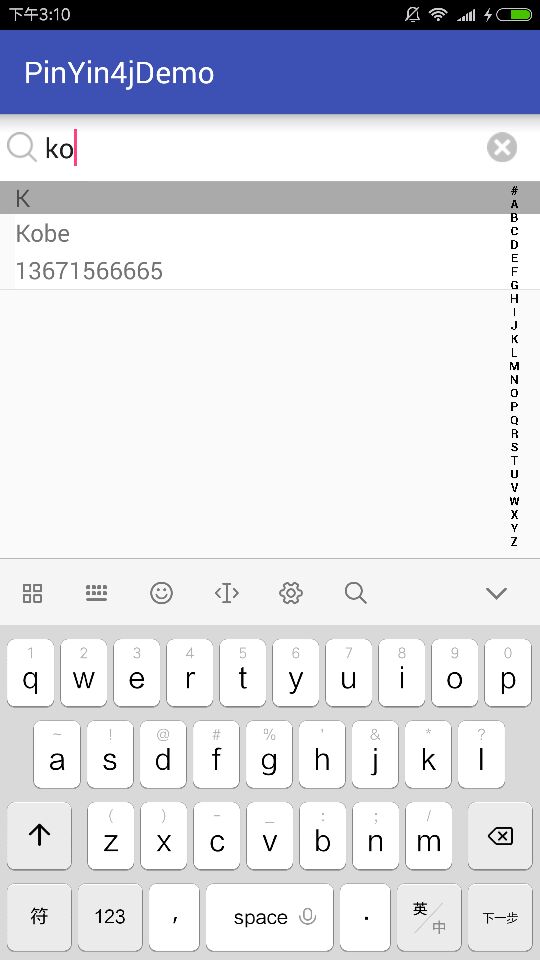 下午3:10
PinYin4jDemo
ko
K
Kobe
13671566665
#
A
B
C
D
E
F
G
H
I
J
K
L
M
N
O
P
Q
R
S
T
U
V
W
X
Y
Z
1 2 3 4 5 6 7 8 9 0
q w e r t y u i o p
~ ! @ # % ' & * ?
a s d f g h j k l
( ) - _ : ; /
z x c v b n m
符 123 , space . 英/中 下一步